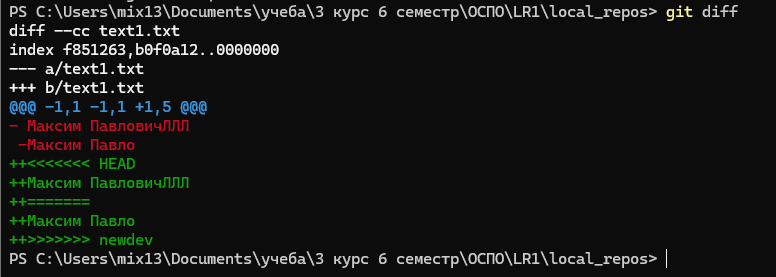 PS C:\Users\mix13\Documents\учеба\3 курс 6 семестр\ОСПО\LR1\local_repos> git diff
diff --cc text1.txt
index f851263,b0f0a12..0000000
--- a/text1.txt
+++ b/text1.txt
@@@ -1,1 -1,1 +1,5 @@@
- Максим ПавловичЛЛЛ
 -Максим Павло
++<<<<<<< HEAD
++Максим ПавловичЛЛЛ
++=======
++Максим Павло
++>>>>>>> newdev
PS C:\Users\mix13\Documents\учеба\3 курс 6 семестр\ОСПО\LR1\local_repos>